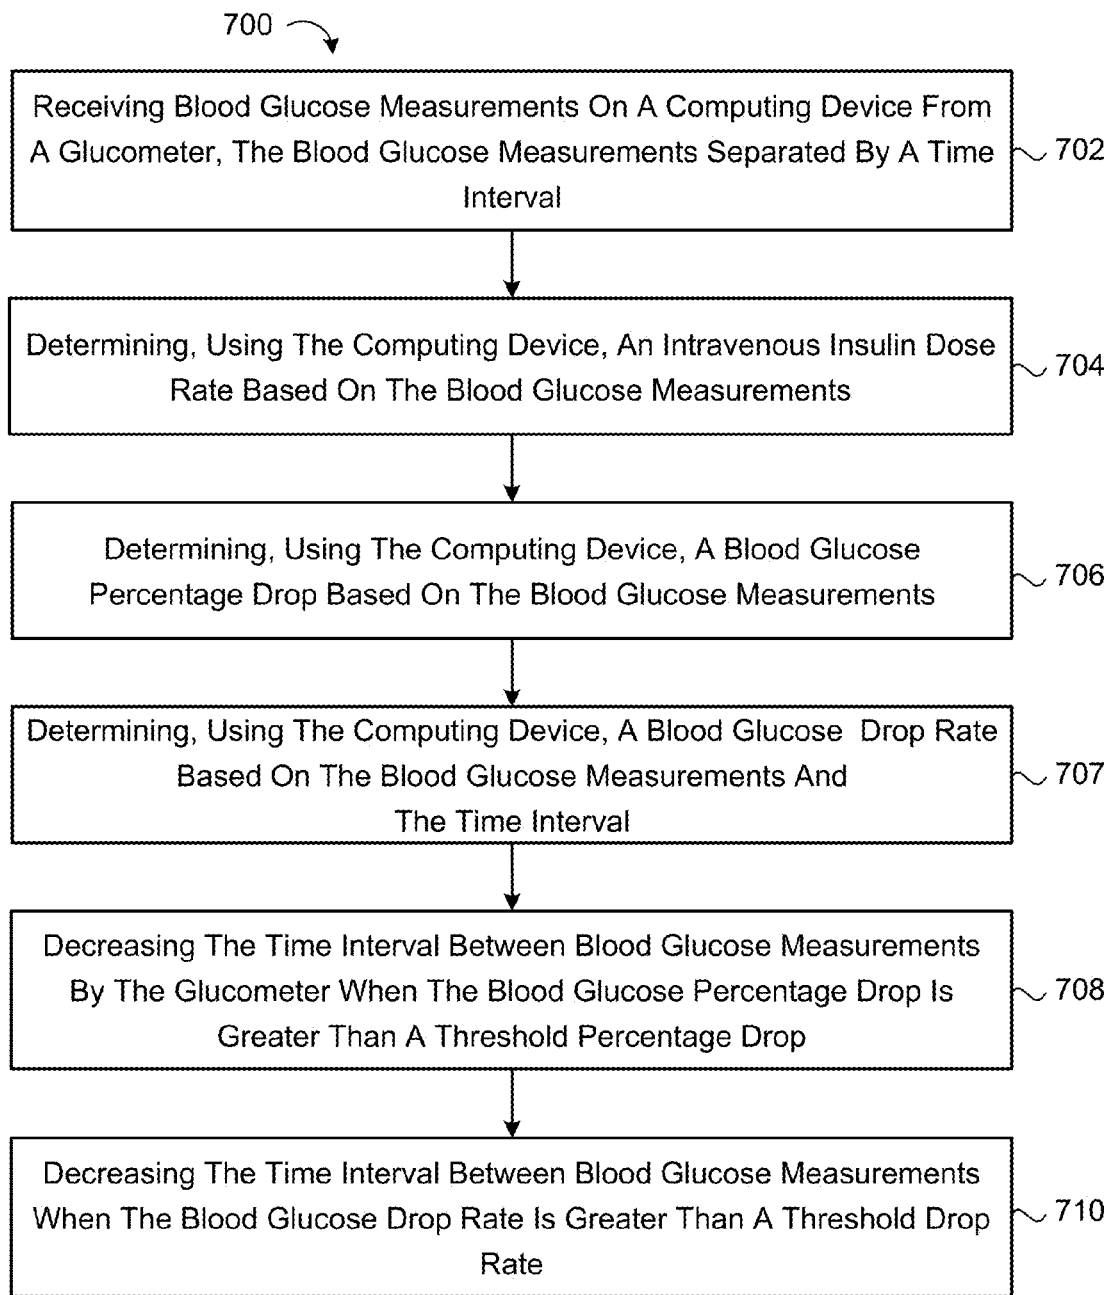 700
Receiving Blood Glucose Measurements On A Computing Device From
A Glucometer, The Blood Glucose Measurements Separated By A Time
Interval
702
Determining, Using The Computing Device, An Intravenous Insulin Dose
Rate Based On The Blood Glucose Measurements
704
Determining, Using The Computing Device, A Blood Glucose
Percentage Drop Based On The Blood Glucose Measurements
706
Determining, Using The Computing Device, A Blood Glucose Drop Rate
Based On The Blood Glucose Measurements And
The Time Interval
707
Decreasing The Time Interval Between Blood Glucose Measurements
By The Glucometer When The Blood Glucose Percentage Drop Is
Greater Than A Threshold Percentage Drop
708
Decreasing The Time Interval Between Blood Glucose Measurements
When The Blood Glucose Drop Rate Is Greater Than A Threshold Drop
Rate
710